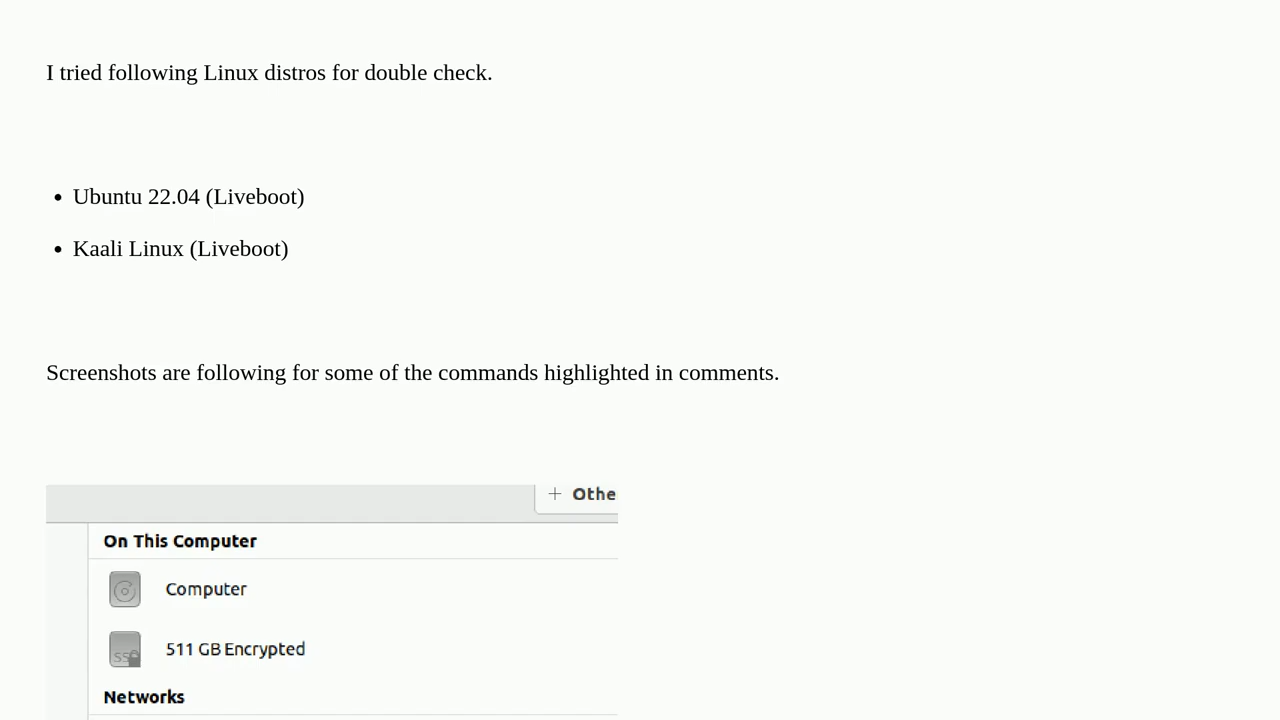 I tried following Linux distros for double check.
• Ubuntu 22.04 (Liveboot)
• Kaali Linux (Liveboot)
Screenshots are following for some of the commands highlighted in comments.
+ Othe
On This Computer
Computer
511 GB Encrypted
Networks